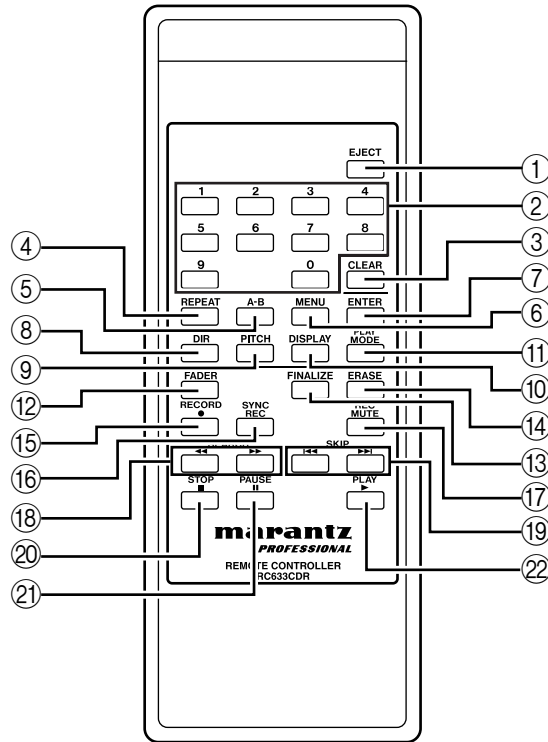 EJECT
①
1 2 3 4
②
5 6 7 8
③
④
9 0 CLEAR
⑦
⑤
REPEAT A-B MENU ENTER
⑥
⑧
DIR PITCH DISPLAY PLAY MODE
⑪
⑨
⑩
FADER FINALIZE ERASE
⑫
⑭
RECORD SYNC REC REC MUTE
⑮
⑬
⑯
⑰
SKIP
⑱
⑲
STOP PAUSE PLAY
⑳
marantz
PROFESSIONAL
㉑
㉒
REMOTE CONTROLLER
RC633CDR